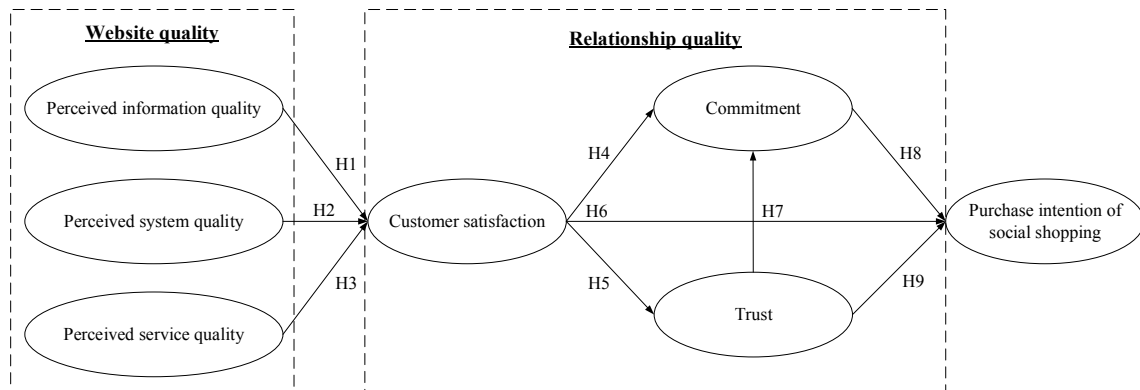 Website quality
Relationship quality
Perceived information quality
Commitment
H1
H4
H8
Perceived system quality
H2
Customer satisfaction
H6
H7
Purchase intention of
social shopping
H3
H5
H9
Perceived service quality
Trust